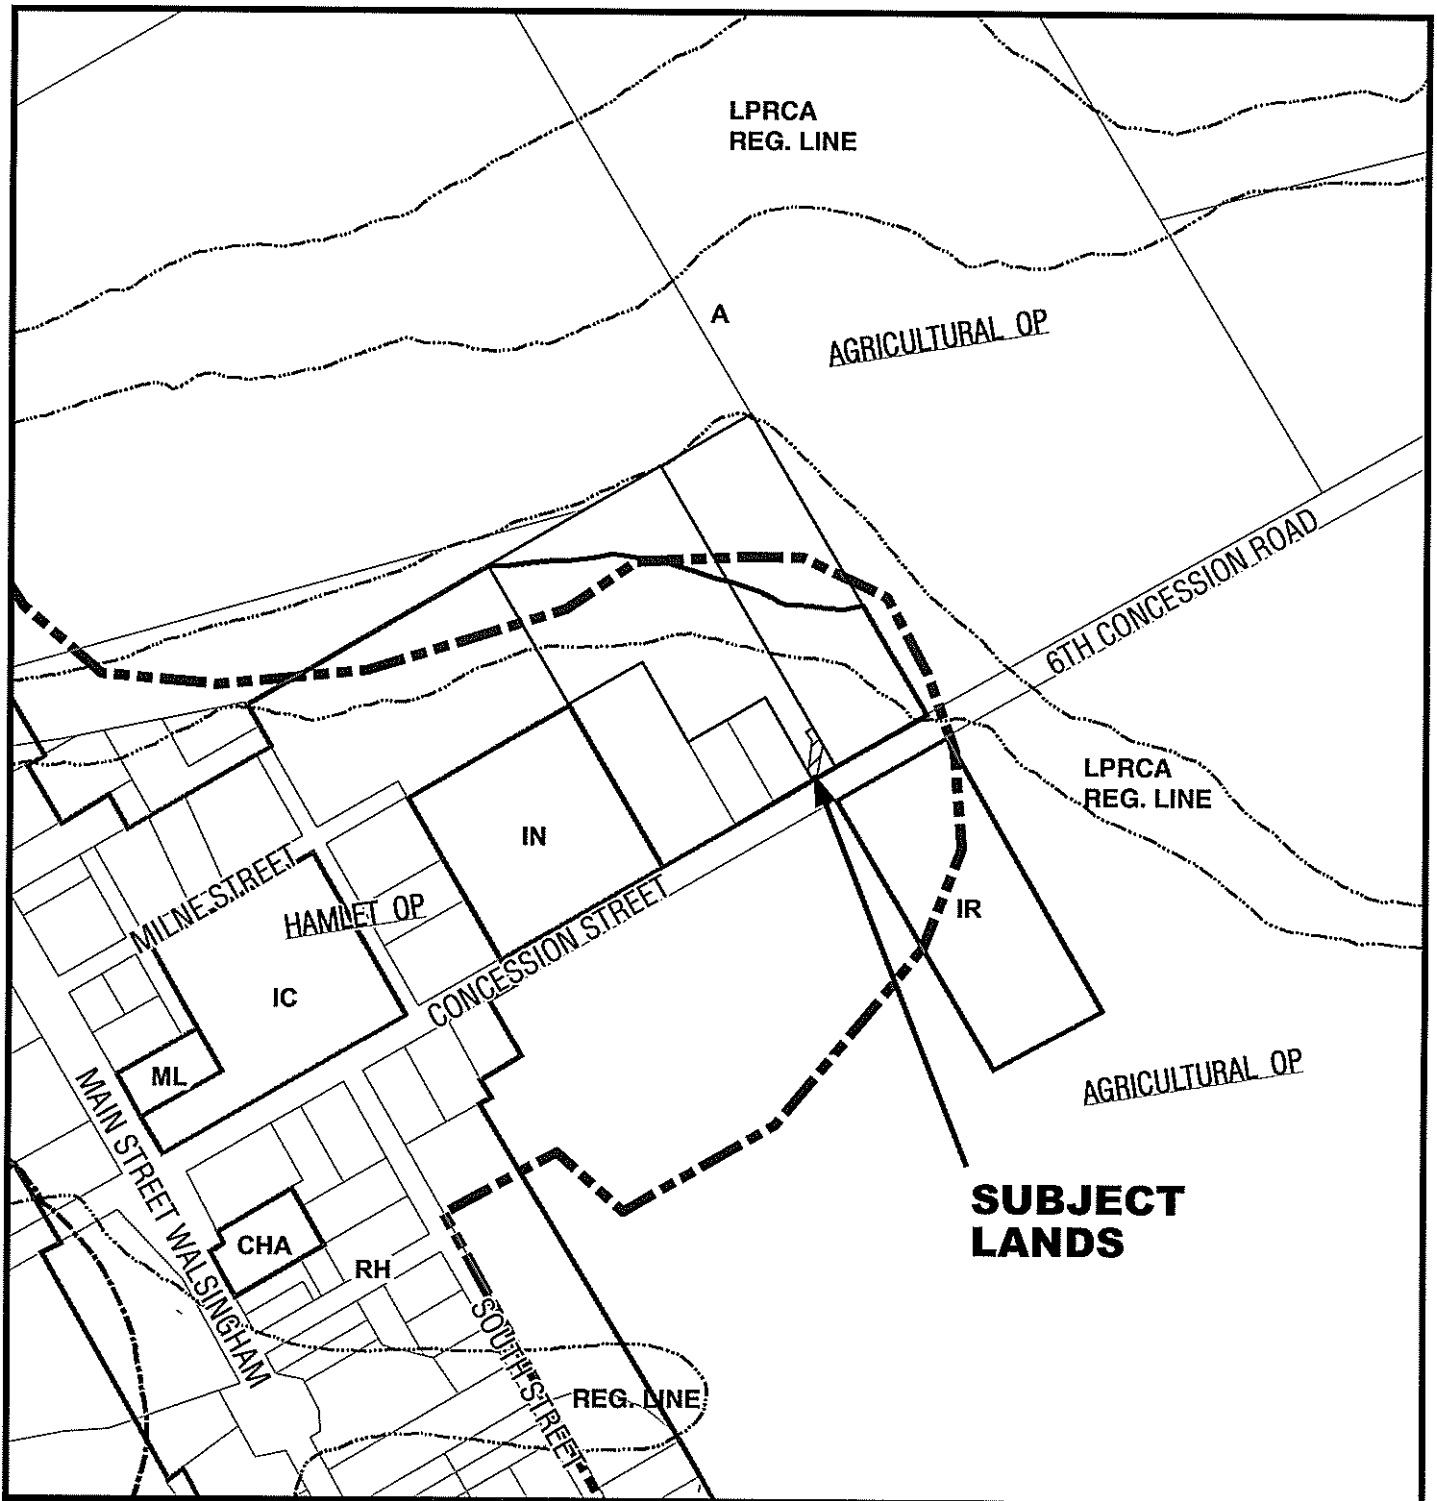 LPRCA
REG. LINE
A
AGRICULTURAL OP
6TH CONCESSION ROAD
LPRCA
REG. LINE
IN
MILNE STREET
HAMLET OP
IR
CONCESSION STREET
IC
ML
AGRICULTURAL OP
MAIN STREET WALSINGHAM
SUBJECT
LANDS
CHA
RH
SOUTH STREET
REG. LINE